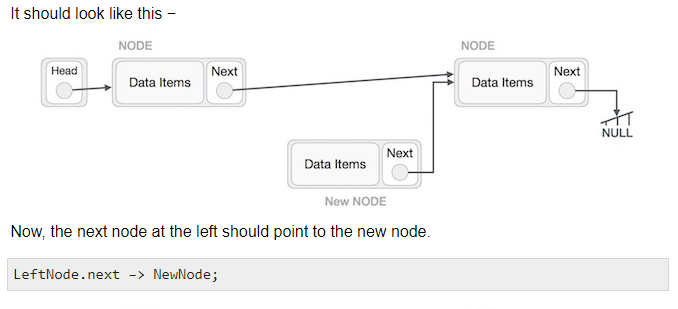 It should look like this −
NODE
NODE
Head
Data Items
Next
Data Items
Next
NULL
Data Items
Next
New NODE
Now, the next node at the left should point to the new node.
LeftNode.next −> NewNode;